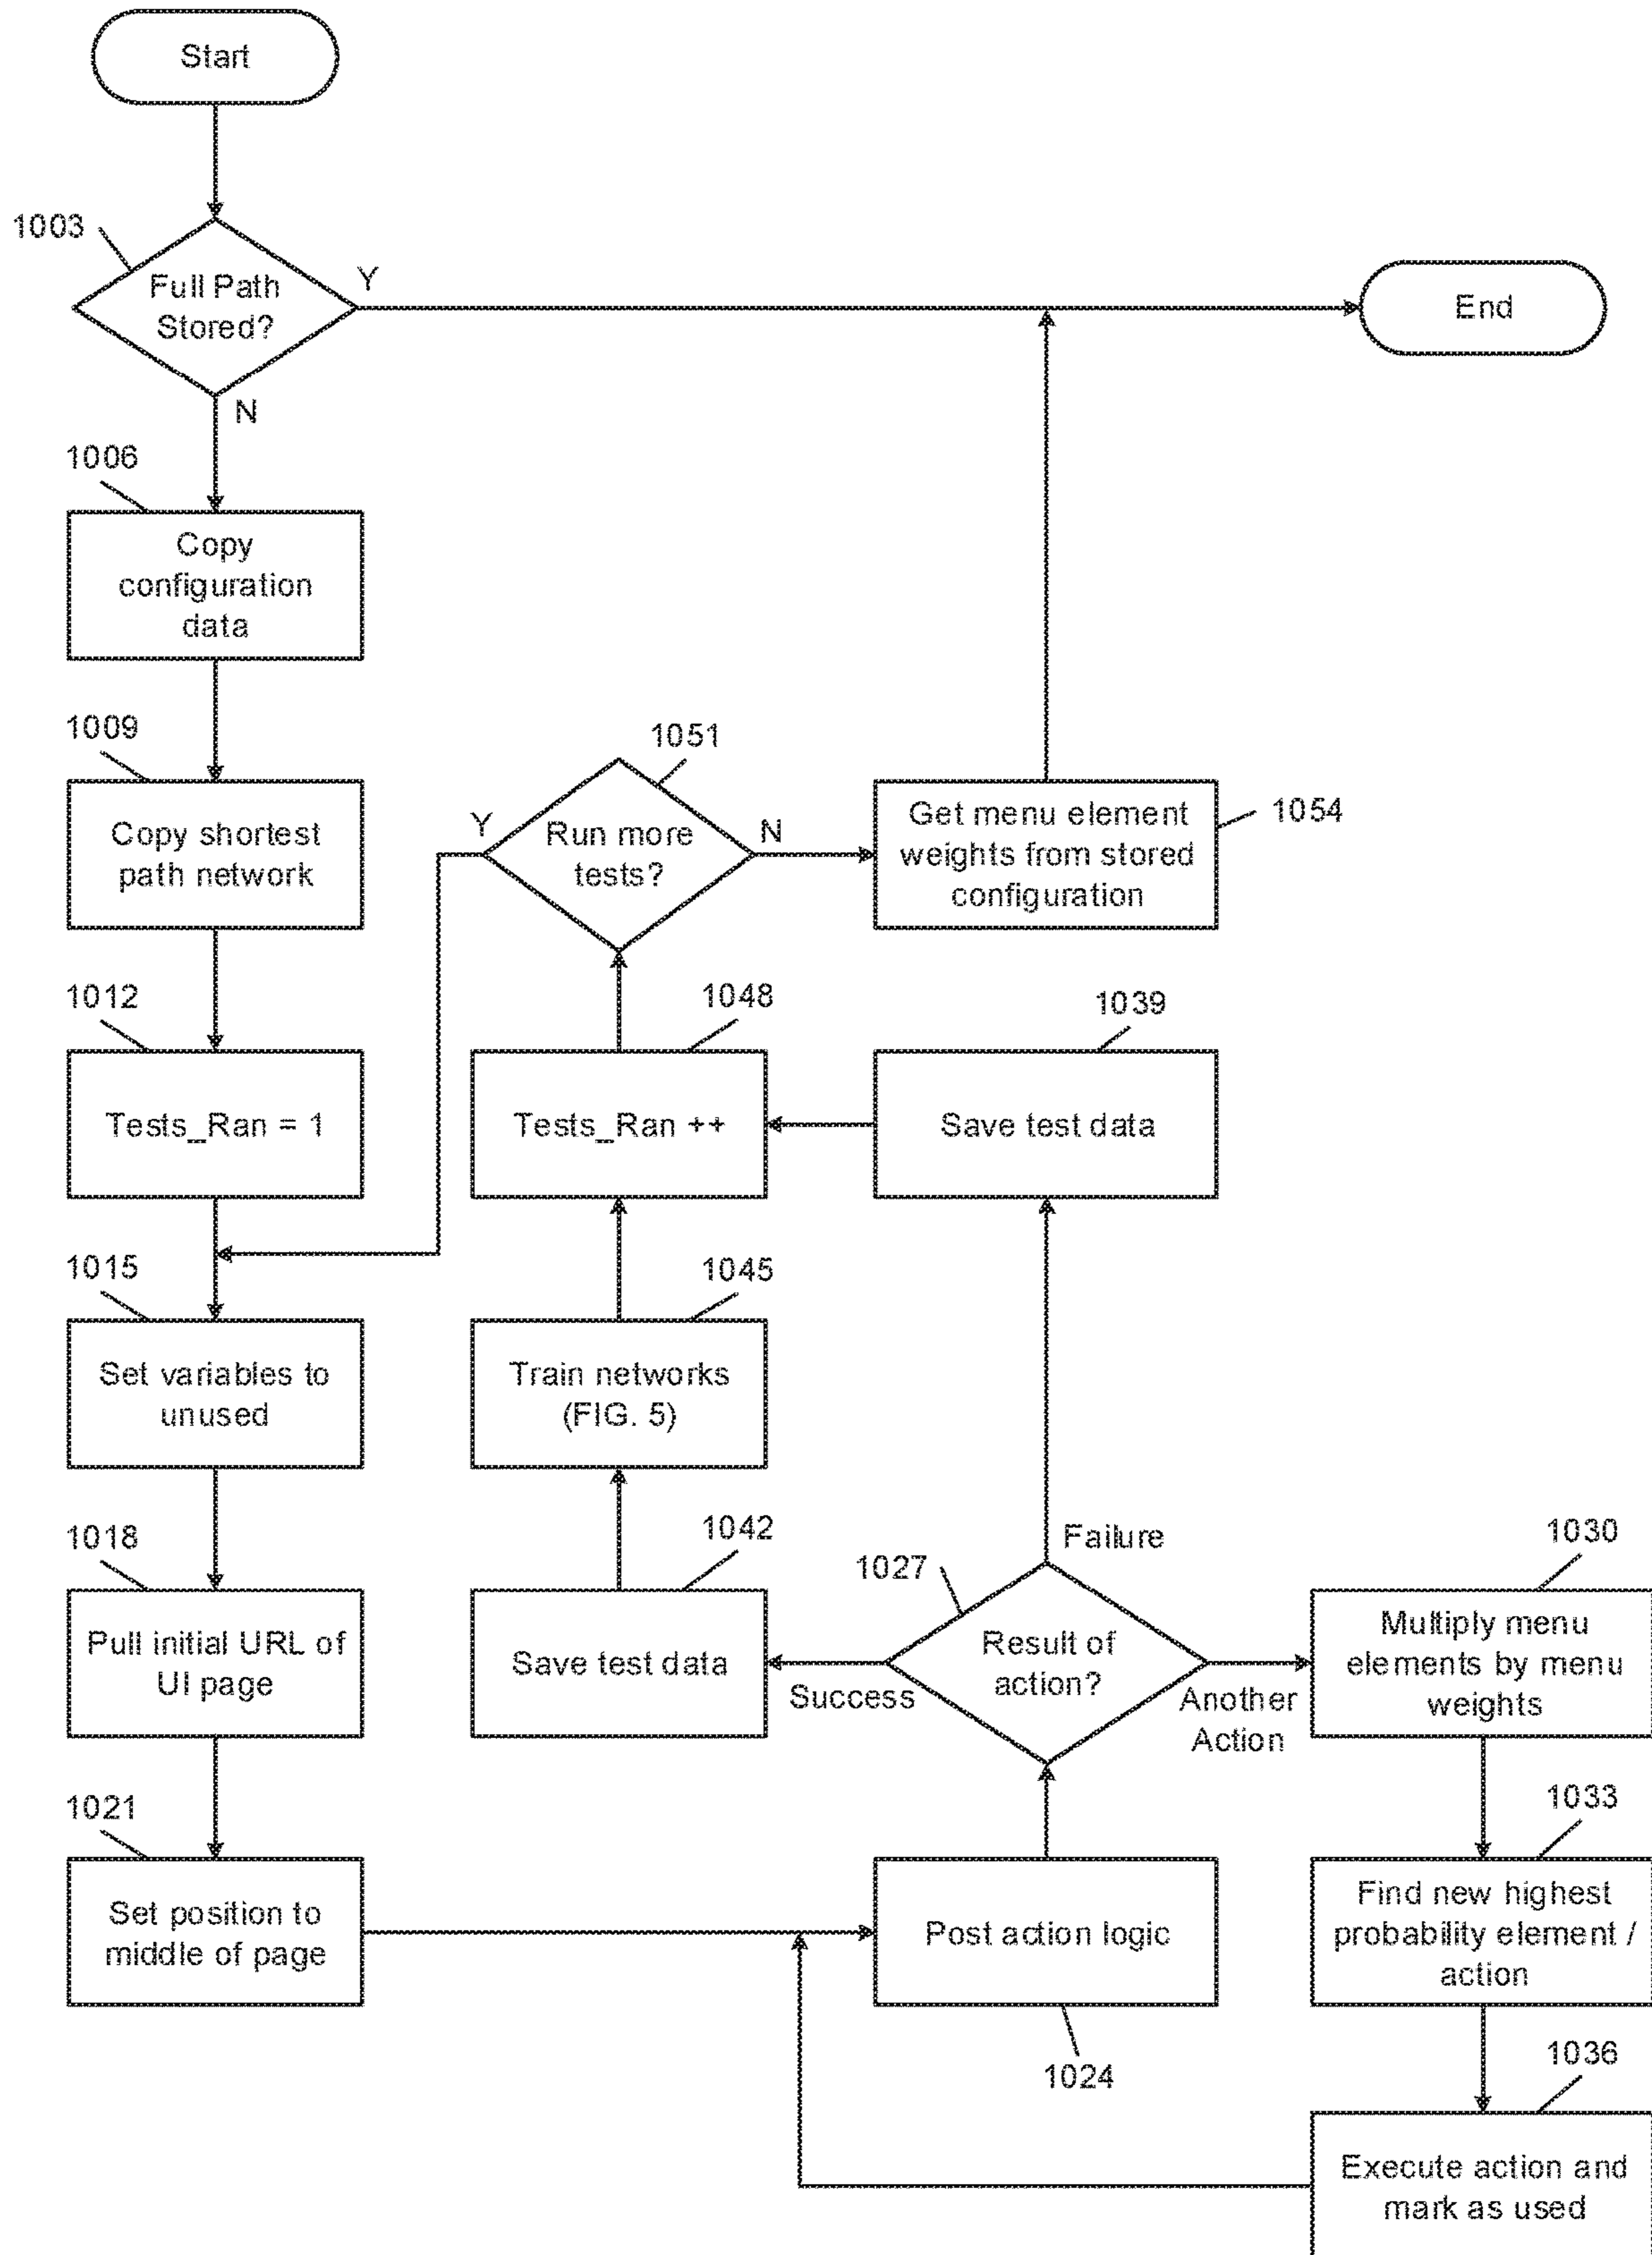 Start
1003
Full Path
Stored?
Y
End
N
1006
Copy
configuration
data
1009
Copy shortest
path network
1051
Y
Run more
tests?
N
Get menu element
weights from stored
configuration
1054
1012
Tests_Ran = 1
1048
Tests_Ran ++
1039
Save test data
1015
Set variables to
unused
1045
Train networks
(FIG. 5)
1018
Pull initial URL of
UI page
1042
Save test data
Success
1027
Failure
Result of
action?
Another
Action
1030
Multiply menu
elements by menu
weights
1021
Set position to
middle of page
Post action logic
1024
1033
Find new highest
probability element /
action
1036
Execute action and
mark as used